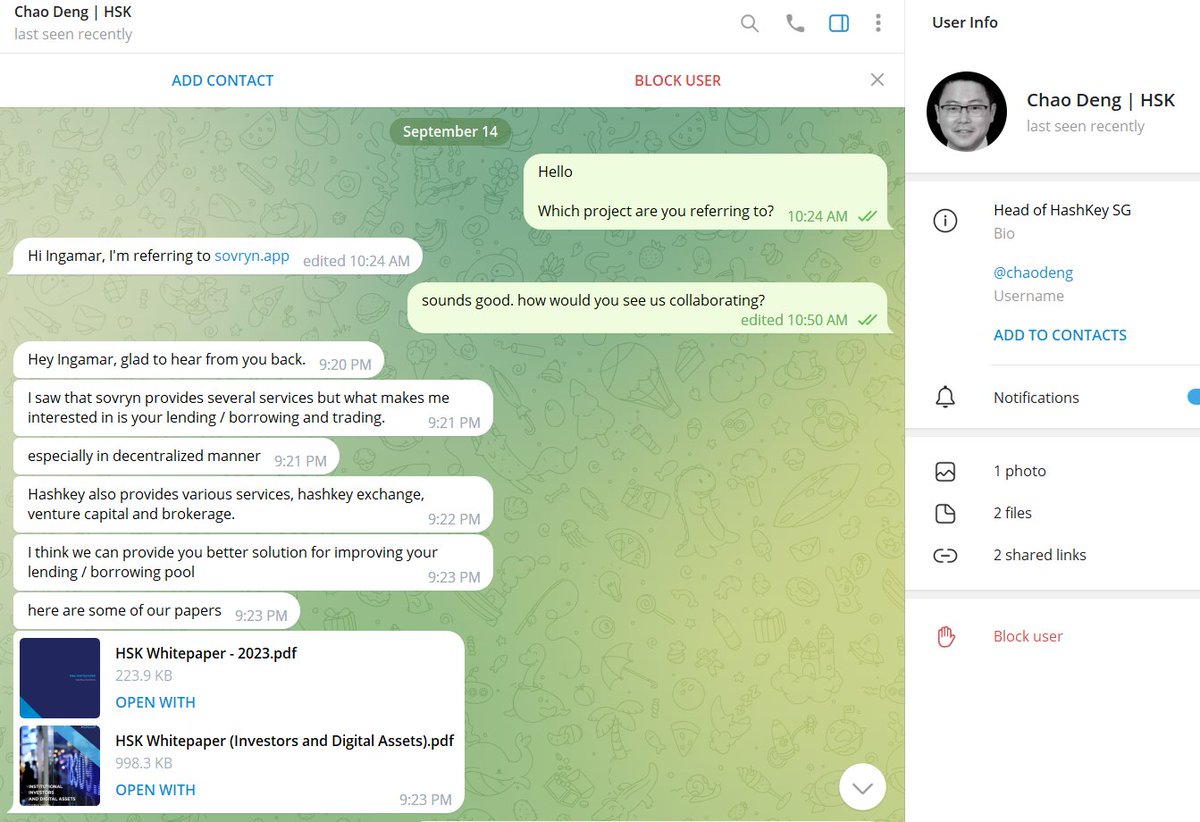 Chao Deng | HSK
last seen recently
ADD CONTACT
BLOCK USER
September 14
Hello
Which project are you referring to? 10:24 AM
Hi Ingamar, I'm referring to sovryn.app edited 10:24 AM
sounds good. how would you see us collaborating?
edited 10:50 AM
Hey Ingamar, glad to hear from you back. 9:20 PM
I saw that sovryn provides several services but what makes me
interested in is your lending / borrowing and trading. 9:21 PM
especially in decentralized manner 9:21 PM
Hashkey also provides various services, hashkey exchange,
venture capital and brokerage. 9:22 PM
I think we can provide you better solution for improving your
lending / borrowing pool 9:23 PM
here are some of our papers 9:23 PM
HSK Whitepaper - 2023.pdf
223.9 KB
OPEN WITH
HSK Whitepaper (Investors and Digital Assets).pdf
998.3 KB
OPEN WITH
INSTITUTIONAL
INVESTORS
AND DIGITAL ASSETS
9:23 PM
User Info
Chao Deng | HSK
last seen recently
Head of HashKey SG
Bio
@chaodeng
Username
ADD TO CONTACTS
Notifications
1 photo
2 files
2 shared links
Block user